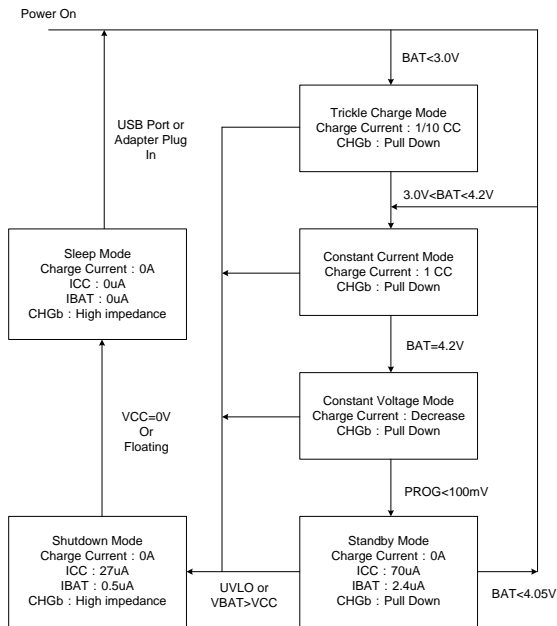 Power On
BAT<3.0V
Trickle Charge Mode
Charge Current : 1/10 CC
CHGb : Pull Down
USB Port or
Adapter Plug
In
3.0V<BAT<4.2V
Sleep Mode
Charge Current : 0A
ICC : 0uA
IBAT : 0uA
CHGb : High impedance
Constant Current Mode
Charge Current : 1 CC
CHGb : Pull Down
BAT=4.2V
VCC=0V
Or
Floating
Constant Voltage Mode
Charge Current : Decrease
CHGb : Pull Down
PROG<100mV
Shutdown Mode
Charge Current : 0A
ICC : 27uA
IBAT : 0.5uA
CHGb : High impedance
UVLO or
VBAT>VCC
Standby Mode
Charge Current : 0A
ICC : 70uA
IBAT : 2.4uA
CHGb : Pull Down
BAT<4.05V